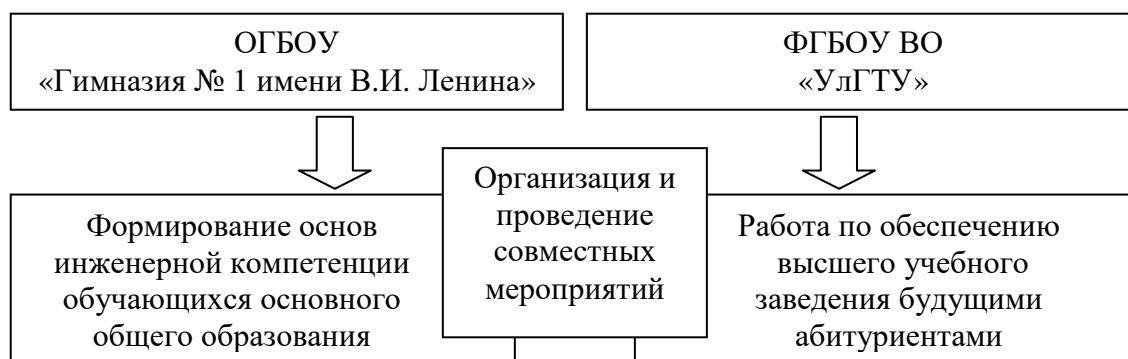 ОГБОУ
«Гимназия № 1 имени В.И. Ленина»
ФГБОУ ВО
«УлГТУ»
Формирование основ
инженерной компетенции
обучающихся основного
общего образования
Организация и
проведение
совместных
мероприятий
Работа по обеспечению
высшего учебного
заведения будущими
абитуриентами